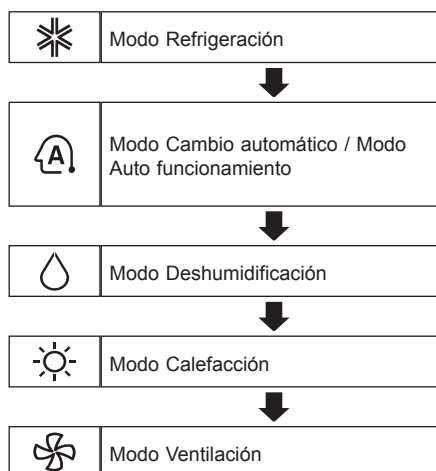 Modo Refrigeración
A
Modo Cambio automático / Modo
Auto funcionamiento
Modo Deshumidificación
Modo Calefacción
Modo Ventilación